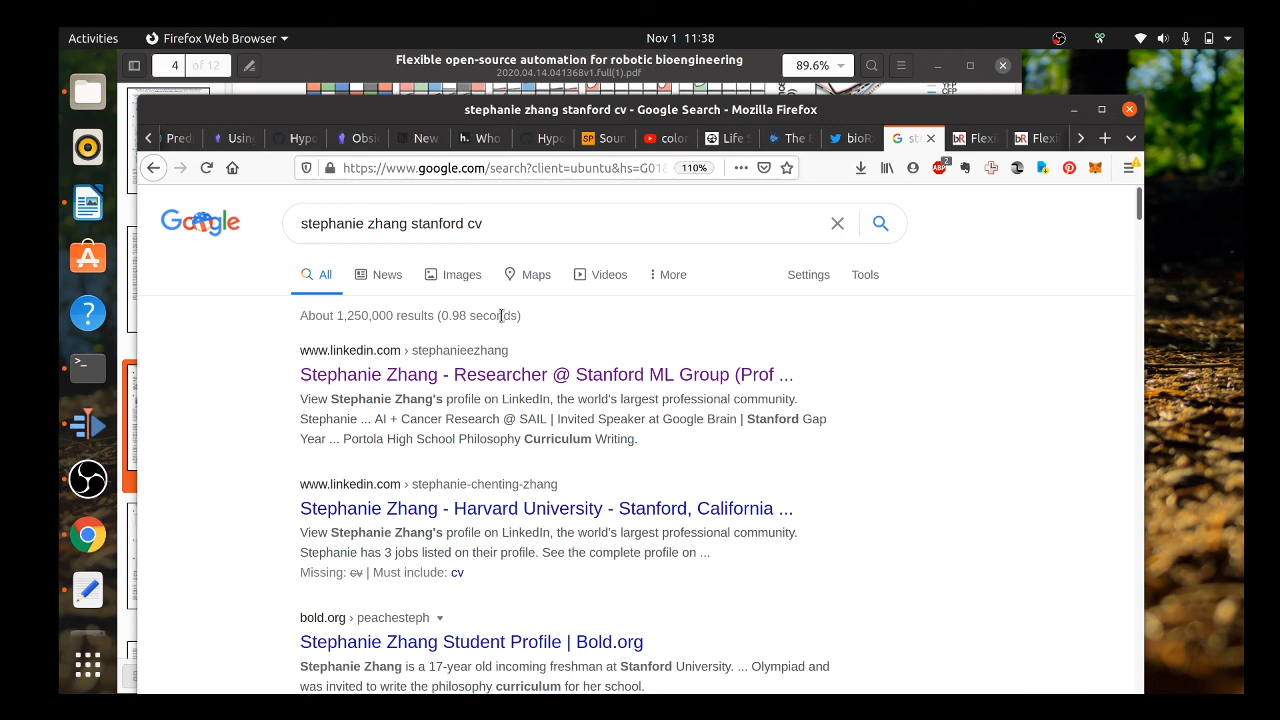 Activities
Firefox Web Browser
Nov 1 11:38
4 of 12
Flexible open-source automation for robotic bioengineering
2020.04.14.041368v1.full(1).pdf
89.6%
stephanie zhang stanford cv - Google Search - Mozilla Firefox
Pred
Using
Hypo
Obsi
New
Who
Hypo
SP Soun
color
Life S
The E
bioR
G st
bR Flexi
bR Flexi
https://www.google.com/search?client=ubuntu&hs=G01
110%
ABP 2
Google
stephanie zhang stanford cv
All
News
Images
Maps
Videos
More
Settings
Tools
About 1,250,000 results (0.98 seconds)
www.linkedin.com › stephanieezhang
Stephanie Zhang - Researcher @ Stanford ML Group (Prof ...
View Stephanie Zhang's profile on LinkedIn, the world's largest professional community.
Stephanie ... AI + Cancer Research @ SAIL | Invited Speaker at Google Brain | Stanford Gap
Year ... Portola High School Philosophy Curriculum Writing.
www.linkedin.com › stephanie-chenting-zhang
Stephanie Zhang - Harvard University - Stanford, California ...
View Stephanie Zhang's profile on LinkedIn, the world's largest professional community.
Stephanie has 3 jobs listed on their profile. See the complete profile on ...
Missing: cv | Must include: cv
bold.org › peachesteph
Stephanie Zhang Student Profile | Bold.org
Stephanie Zhang is a 17-year old incoming freshman at Stanford University. ... Olympiad and
was invited to write the philosophy curriculum for her school.